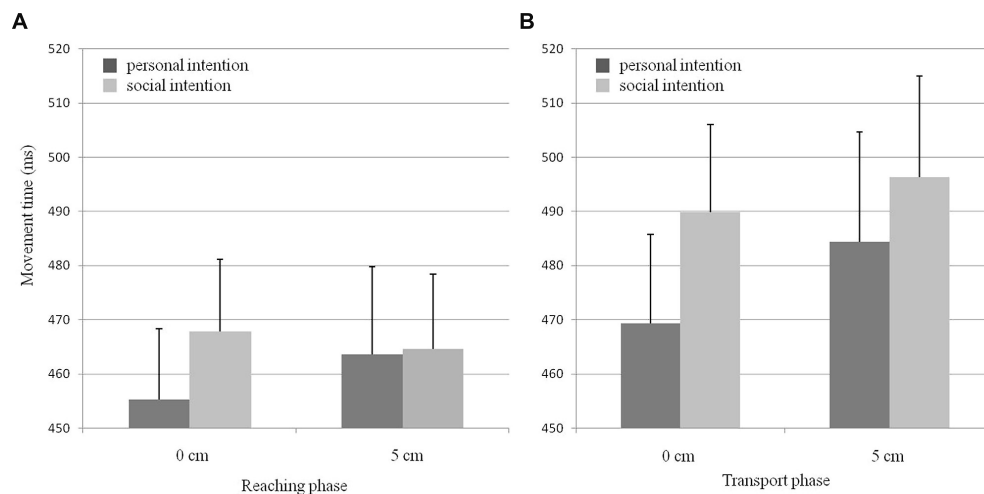 A
520
510
500
490
480
470
460
450
Movement time (ms)
personal intention
social intention
0 cm
5 cm
Reaching phase
B
520
510
500
490
480
470
460
450
personal intention
social intention
0 cm
5 cm
Transport phase